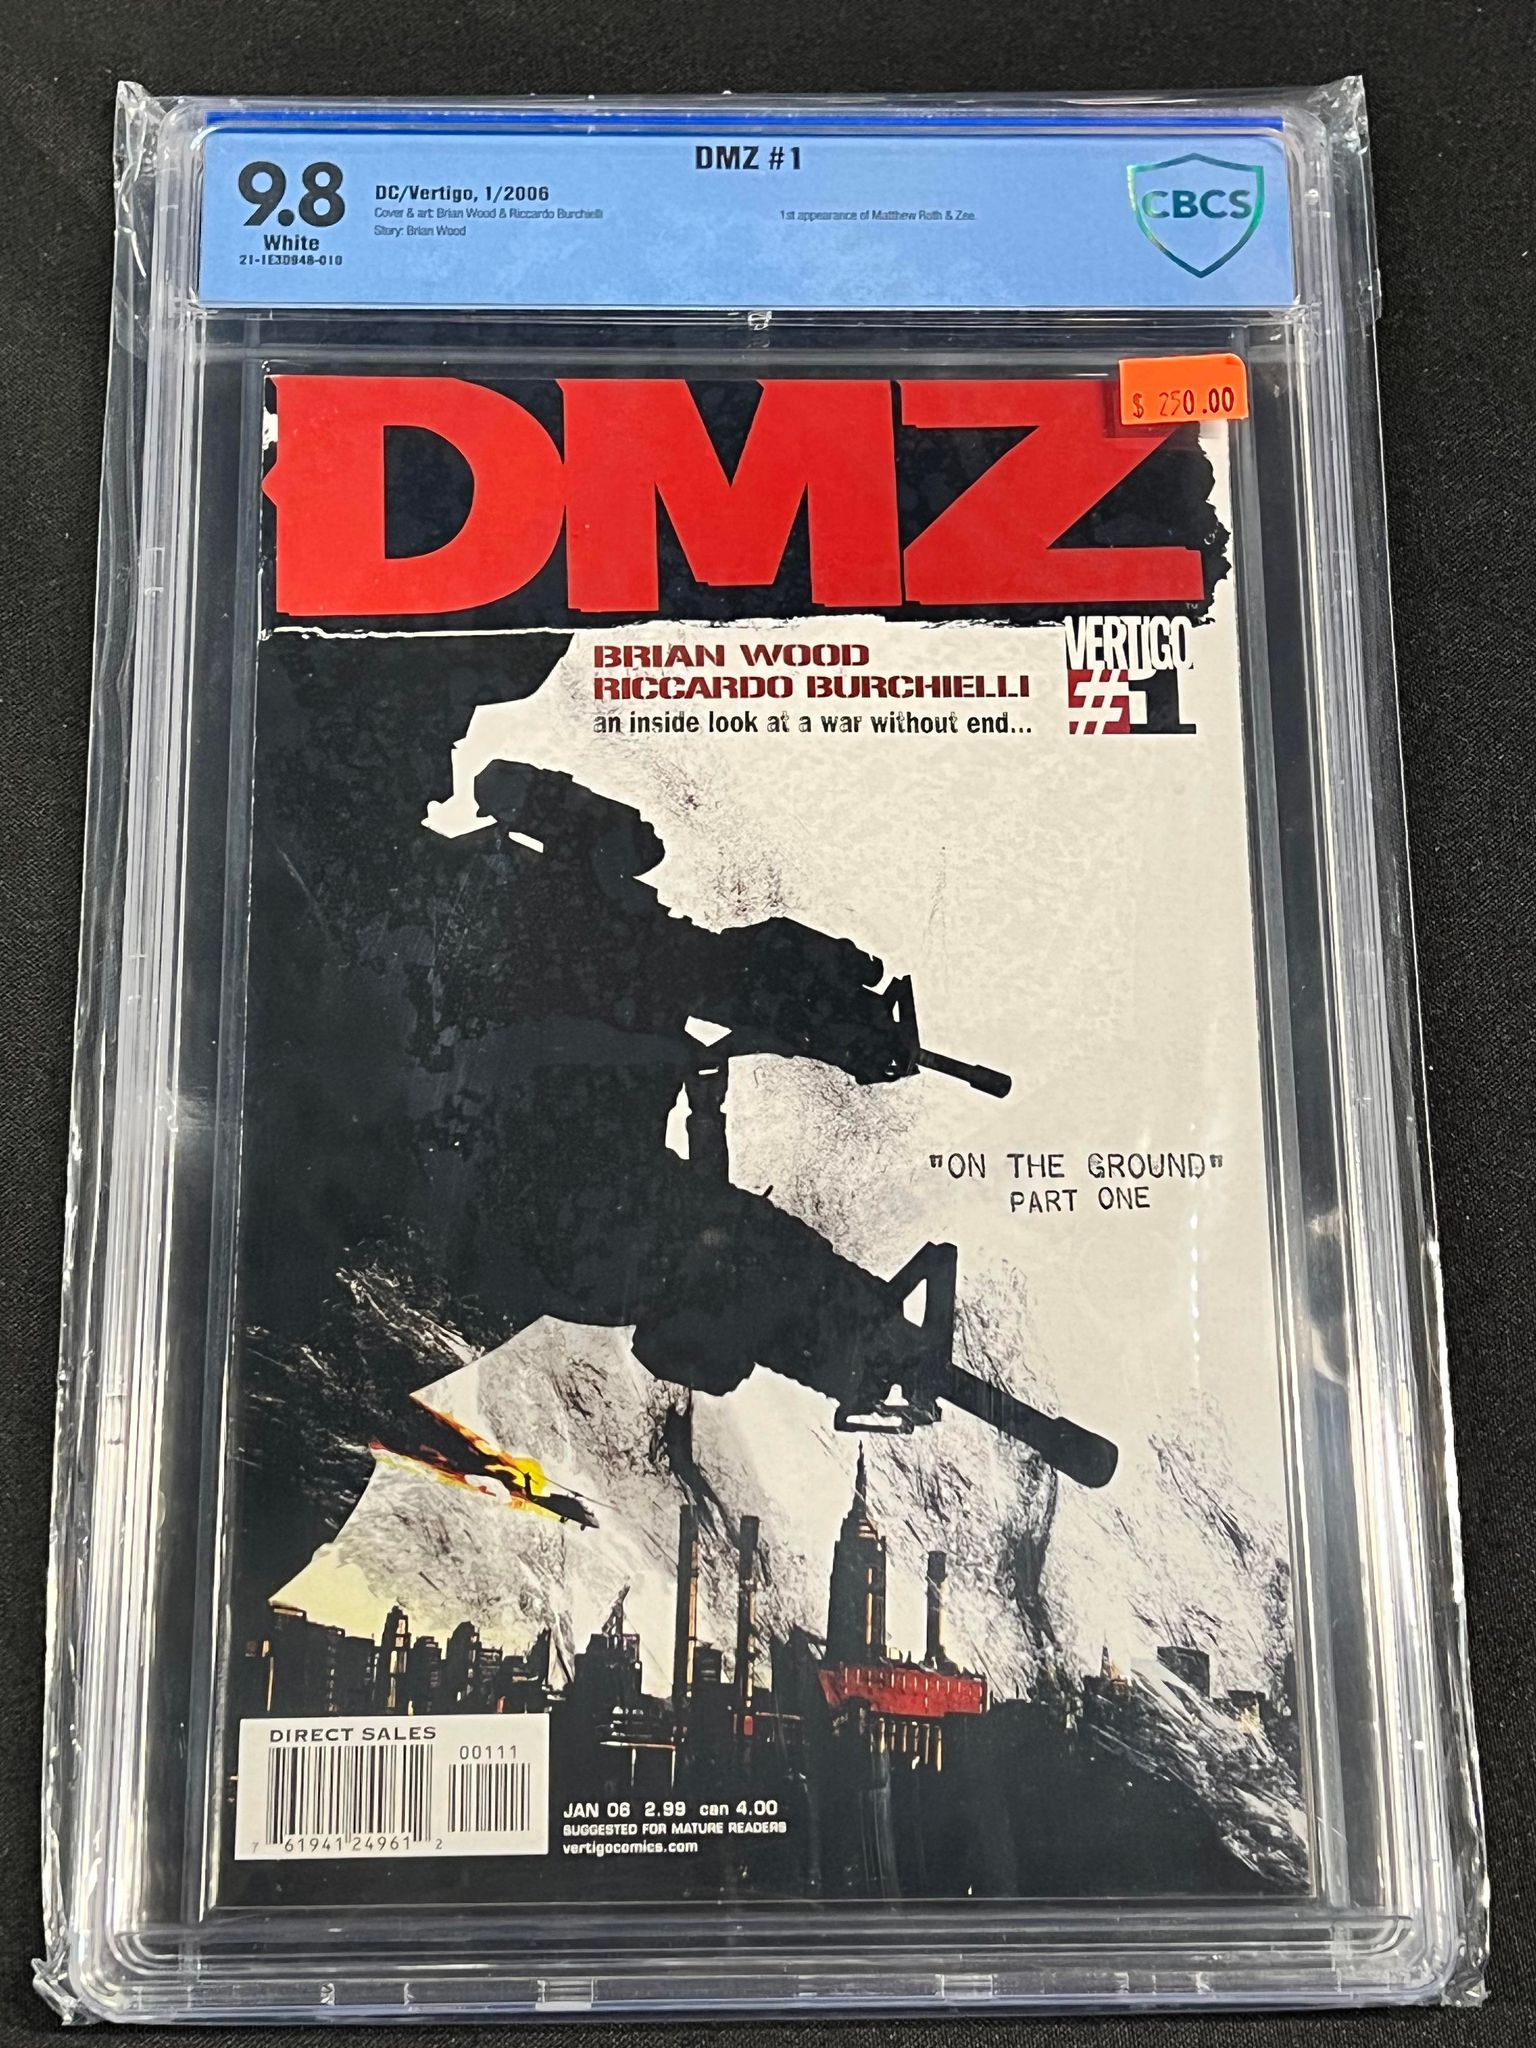 DMZ #1
9.8
White
21-1E3D948-010
DC/Vertigo, 1/2006
Cover & art: Brian Wood & Riccardo Burchielli
Story: Brian Wood
1st appearance of Matthew Roth & Zee.
CBCS
$ 250.00
DMZ
TM
BRIAN WOOD
RICCARDO BURCHIELLI
an inside look at a war without end...
VERTIGO
#1
"ON THE GROUND"
PART ONE
DIRECT SALES
00111
7 61941 24961 2
JAN 06 2.99 can 4.00
SUGGESTED FOR MATURE READERS
vertigocomics.com